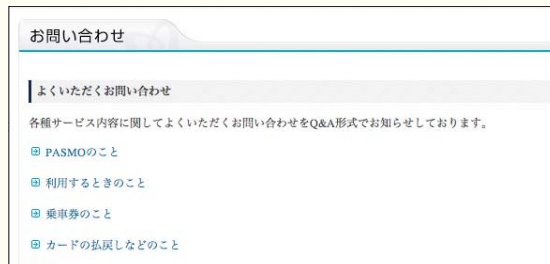 お問い合わせ
よくいただくお問い合わせ
各種サービス内容に関してよくいただくお問い合わせをQ&A形式でお知らせしております。
PASMOのこと
利用するときのこと
乗車券のこと
カードの払戻しなどのこと